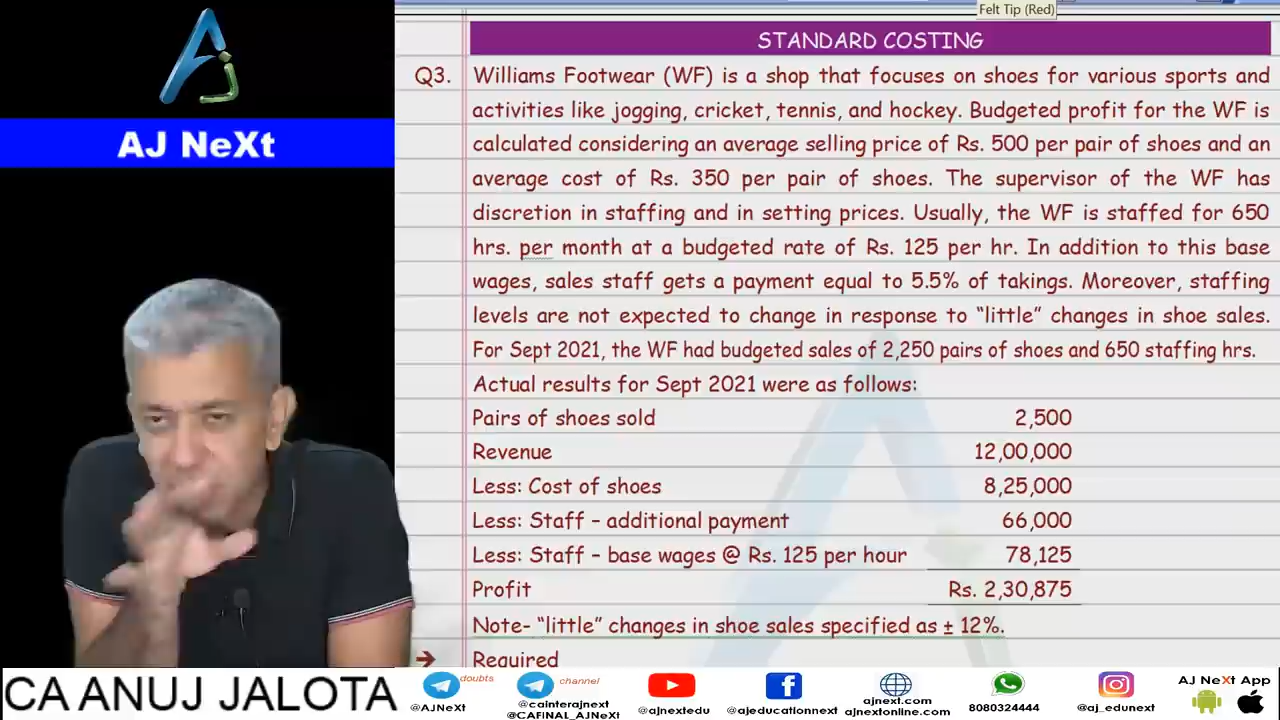 Felt Tip (Red)
AJ
AJ NeXt
STANDARD COSTING
Q3. Williams Footwear (WF) is a shop that focuses on shoes for various sports and
activities like jogging, cricket, tennis, and hockey. Budgeted profit for the WF is
calculated considering an average selling price of Rs. 500 per pair of shoes and an
average cost of Rs. 350 per pair of shoes. The supervisor of the WF has
discretion in staffing and in setting prices. Usually, the WF is staffed for 650
hrs. per month at a budgeted rate of Rs. 125 per hr. In addition to this base
wages, sales staff gets a payment equal to 5.5% of takings. Moreover, staffing
levels are not expected to change in response to “little” changes in shoe sales.
For Sept 2021, the WF had budgeted sales of 2,250 pairs of shoes and 650 staffing hrs.
Actual results for Sept 2021 were as follows:
Pairs of shoes sold 2,500
Revenue 12,00,000
Less: Cost of shoes 8,25,000
Less: Staff – additional payment 66,000
Less: Staff – base wages @ Rs. 125 per hour 78,125
Profit Rs. 2,30,875
Note- “little” changes in shoe sales specified as ± 12%.
→ Required
CA ANUJ JALOTA
doubts
@AJNeXt
channel
@cainterajnext
@CAFINAL_AJNeXt
@ajnextedu
@ajeducationnext
ajnext.com
ajnextonline.com
8080324444
@aj_edunext
AJ NeXt App